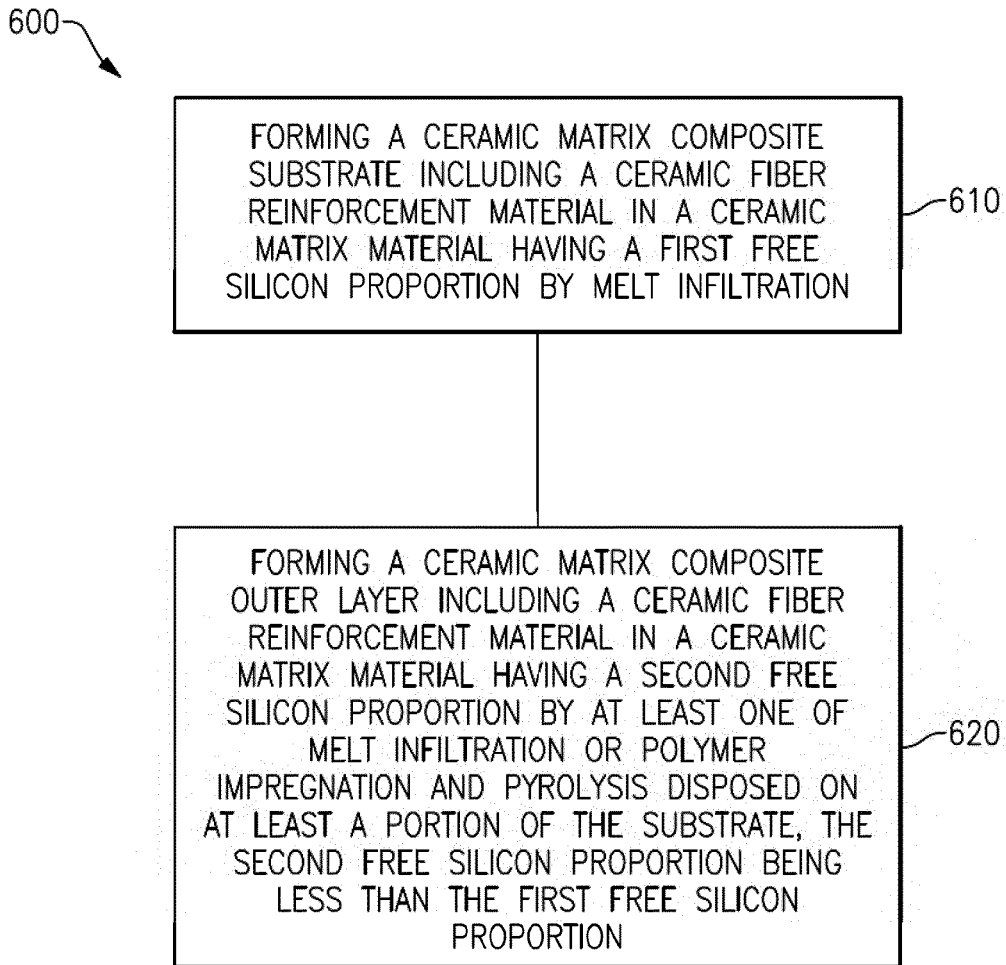 600
FORMING A CERAMIC MATRIX COMPOSITE
SUBSTRATE INCLUDING A CERAMIC FIBER
REINFORCEMENT MATERIAL IN A CERAMIC
MATRIX MATERIAL HAVING A FIRST FREE
SILICON PROPORTION BY MELT INFILTRATION
610
FORMING A CERAMIC MATRIX COMPOSITE
OUTER LAYER INCLUDING A CERAMIC FIBER
REINFORCEMENT MATERIAL IN A CERAMIC
MATRIX MATERIAL HAVING A SECOND FREE
SILICON PROPORTION BY AT LEAST ONE OF
MELT INFILTRATION OR POLYMER
IMPREGNATION AND PYROLYSIS DISPOSED ON
AT LEAST A PORTION OF THE SUBSTRATE, THE
SECOND FREE SILICON PROPORTION BEING
LESS THAN THE FIRST FREE SILICON
PROPORTION
620